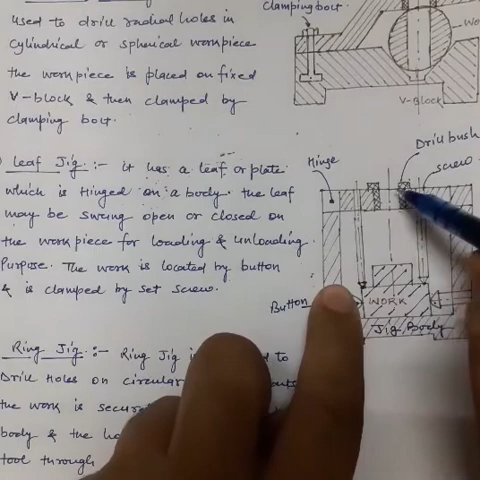 used to drill radial holes in
Cylindrical or spherical workpiece
the workpiece is placed on fixed
V-block & then clamped by
clamping bolt.
Leaf Jig :- it has a leaf or plate
which is Hinged on a body. the leaf
may be swung open or closed on
the workpiece for loading & unloading
Purpose. The work is located by button
& is clamped by set screw.
Ring Jig :- Ring Jig to
Drill Holes on circular
the work is
body & the
tool through
clamping bolt.
V-BLOCK
Hinge
Drill bush
screw
Button
WORK
Jig Body